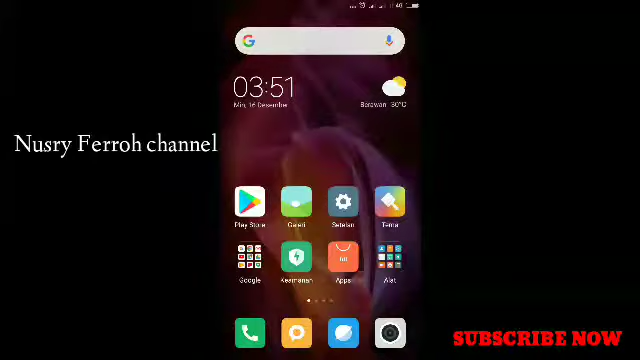 03:51
Min, 16 Desember
Berawan 30°C
Nusry Ferroh channel
Play Store
Galeri
Setelan
Tema
Google
Keamanan
Apps
Alat
SUBSCRIBE NOW